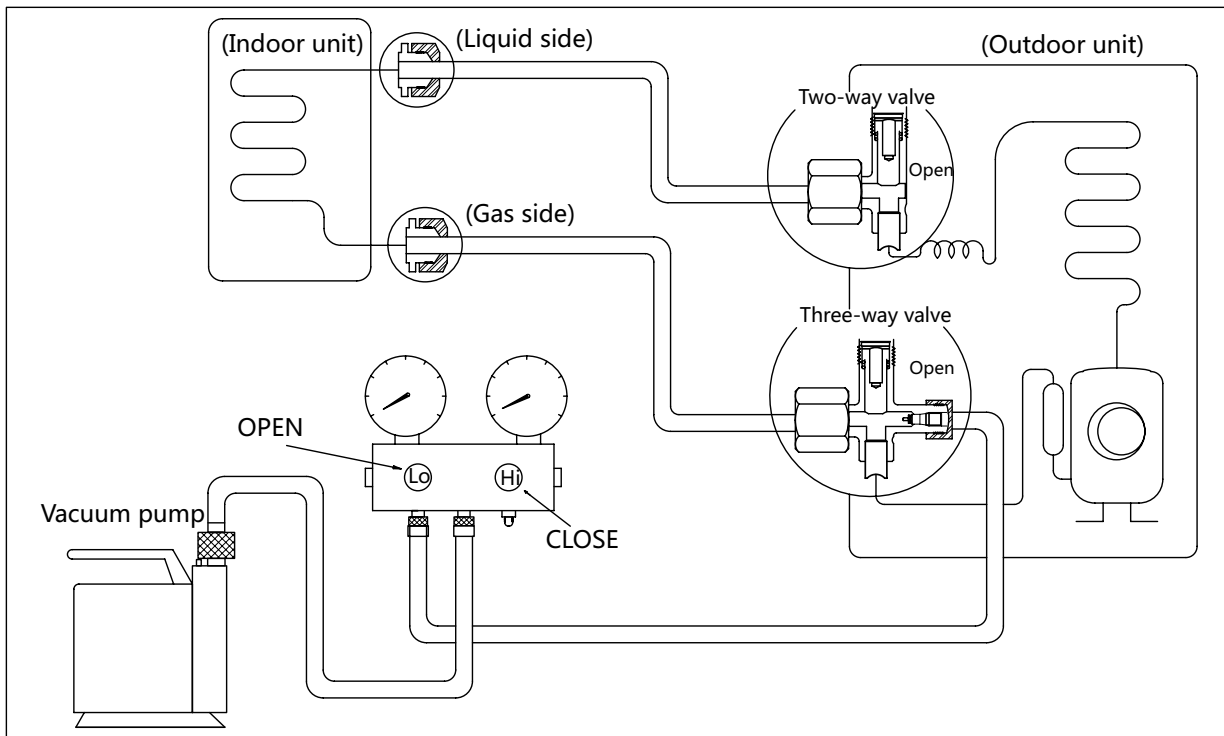 (Indoor unit)
(Liquid side)
(Outdoor unit)
Two-way valve
Open
(Gas side)
Three-way valve
Open
OPEN
Lo
Hi
CLOSE
Vacuum pump